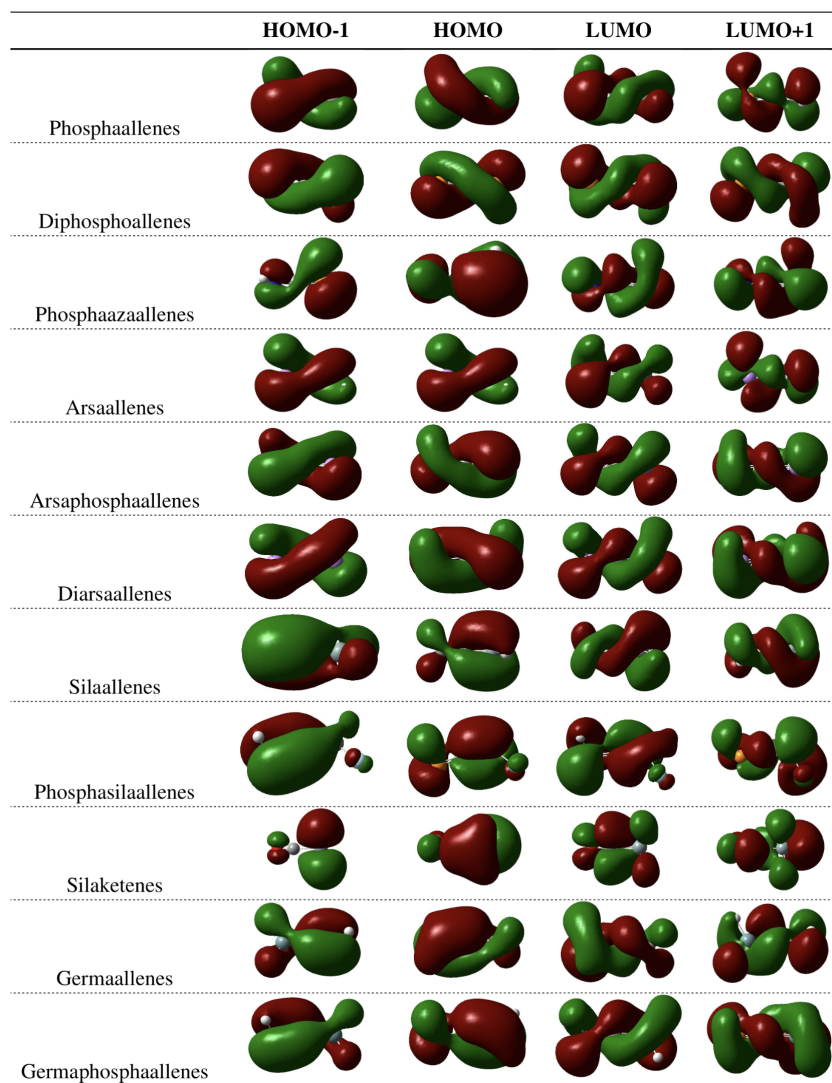 HOMO-1 HOMO LUMO LUMO+1
Phosphaallenes
Diphosphoallenes
Phosphaazaallenes
Arsaallenes
Arsaphosphaallenes
Diarsaallenes
Silaallenes
Phosphasilaallenes
Silaketenes
Germaallenes
Germaphosphaallenes